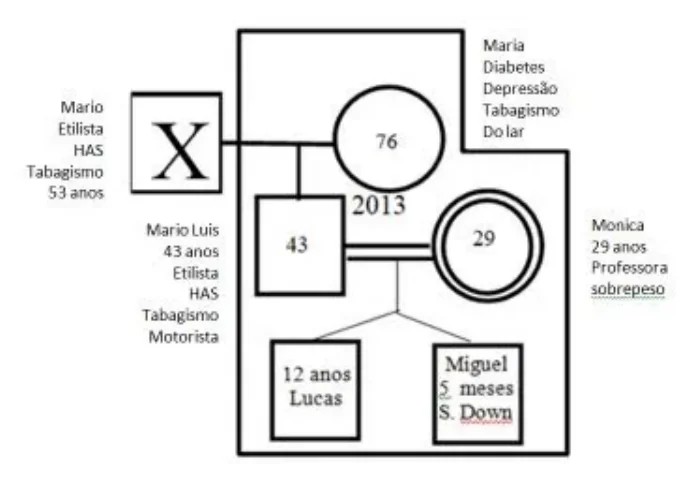 Maria
Diabetes
Depressão
Tabagismo
Do lar
Mario
Etilista
HAS
Tabagismo
53 anos
X
76
2013
Mario Luis
43 anos
Etilista
HAS
Tabagismo
Motorista
43
29
Monica
29 anos
Professora
sobrepeso
12 anos
Lucas
Miguel
5 meses
S. Down